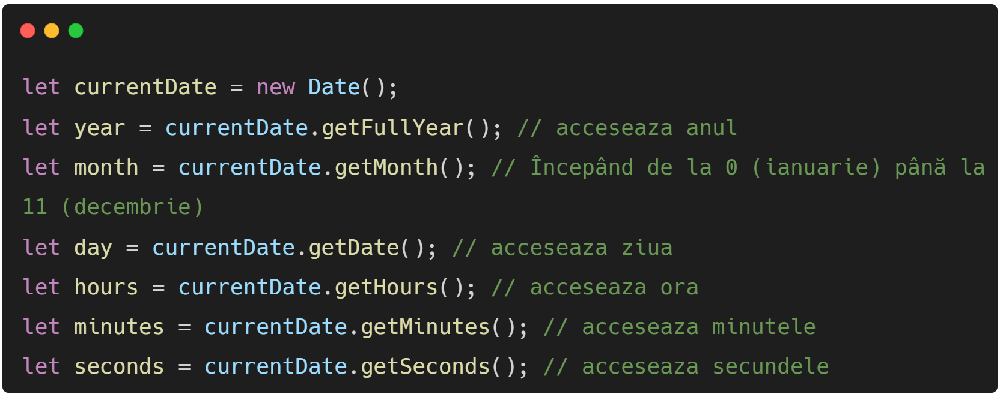 let currentDate = new Date();
let year = currentDate.getFullYear(); // acceseaza anul
let month = currentDate.getMonth(); // Începând de la 0 (ianuarie) până la
11 (decembrie)
let day = currentDate.getDate(); // acceseaza ziua
let hours = currentDate.getHours(); // acceseaza ora
let minutes = currentDate.getMinutes(); // acceseaza minutele
let seconds = currentDate.getSeconds(); // acceseaza secundele